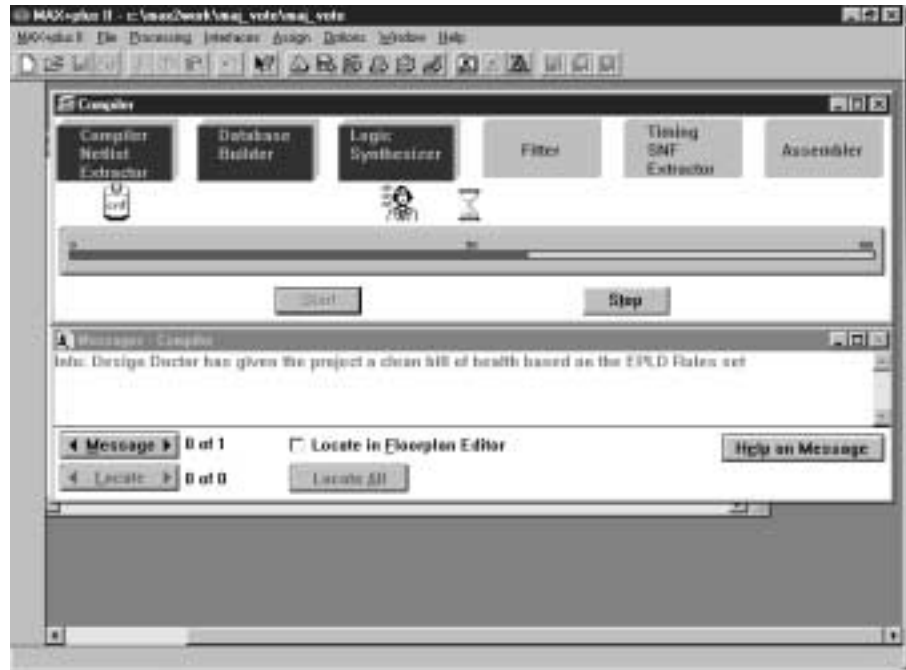 MAX+plus II - c:\max2work\maj_vote\maj_vote
MAX+plus II File Processing Interfaces Assign Options Window Help
Compiler
Compiler Netlist Extractor
Database Builder
Logic Synthesizer
Fitter
Timing SNF Extractor
Assembler
cnf
0 50 100
Start Stop
Messages - Compiler
Info: Design Doctor has given the project a clean bill of health based on the EPLD Rules set
Message 0 of 1 Locate in Floorplan Editor Help on Message
Locate 0 of 0 Locate All